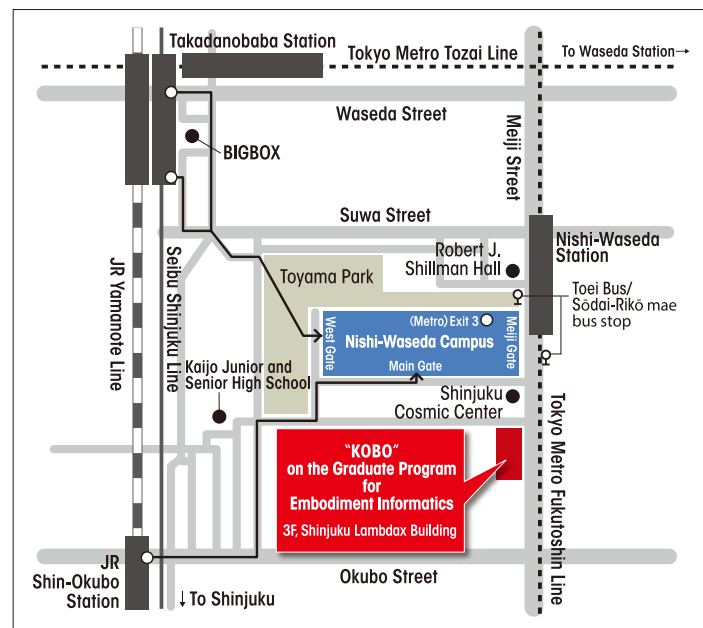 Takadanobaba Station
Tokyo Metro Tozai Line
To Waseda Station→
Waseda Street
Meiji Street
BIGBOX
Suwa Street
Nishi-Waseda
Station
Robert J.
Shillman Hall
Toyama Park
Toei Bus/
Sōdai-Rikō mae
bus stop
JR Yamanote Line
Seibu Shinjuku Line
(Metro) Exit 3
West Gate
Nishi-Waseda Campus
Meiji Gate
Main Gate
Kaijo Junior and
Senior High School
Shinjuku
Cosmic Center
Tokyo Metro Fukutoshin Line
"KOBO"
on the Graduate Program
for
Embodiment Informatics
3F, Shinjuku Lambdax Building
JR
Shin-Okubo
Station
Okubo Street
↓To Shinjuku